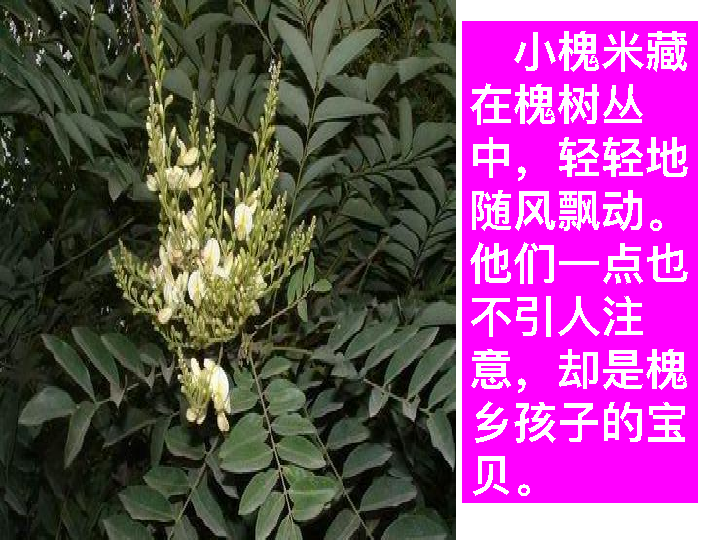 小槐米藏
在槐树丛
中，轻轻地
随风飘动。
他们一点也
不引人注
意，却是槐
乡孩子的宝
贝。